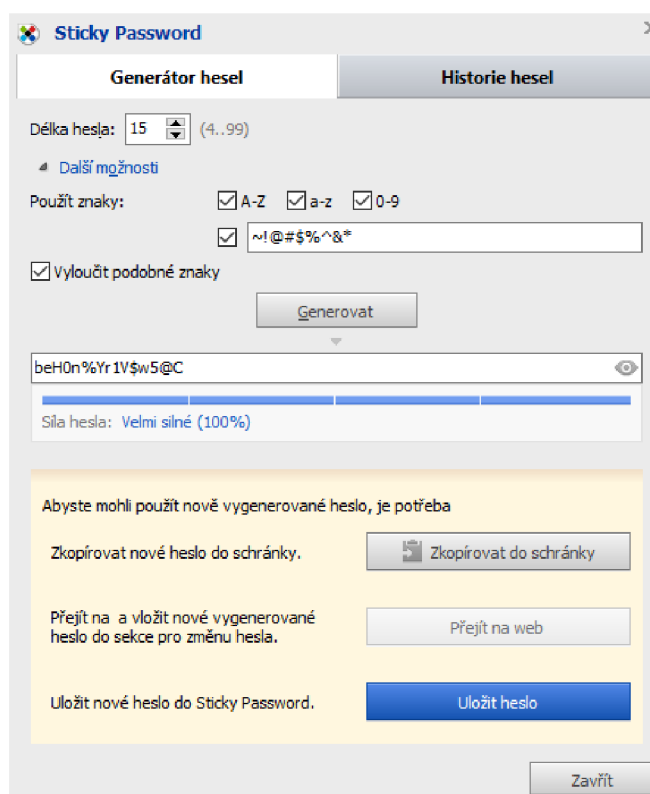 Sticky Password
Generátor hesel
Historie hesel
Délka hesla: 15 (4..99)
Další možnosti
Použít znaky: A-Z a-z 0-9
~!@#$%^&*
Vyloučit podobné znaky
Generovat
beH0n%Yr1V$w5@C
Síla hesla: Velmi silné (100%)
Abyste mohli použít nově vygenerované heslo, je potřeba
Zkopírovat nové heslo do schránky.
Zkopírovat do schránky
Přejít na a vložit nové vygenerované
heslo do sekce pro změnu hesla.
Přejít na web
Uložit nové heslo do Sticky Password.
Uložit heslo
Zavřít